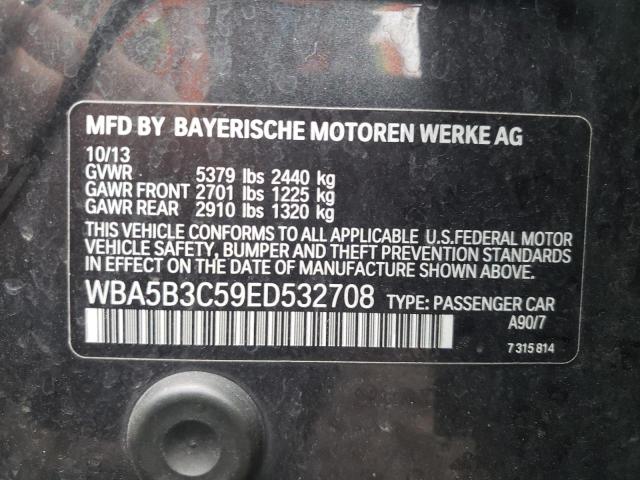 MFD BY BAYERISCHE MOTOREN WERKE AG
10/13
GVWR 5379 lbs 2440 kg
GAWR FRONT 2701 lbs 1225 kg
GAWR REAR 2910 lbs 1320 kg
THIS VEHICLE CONFORMS TO ALL APPLICABLE U.S.FEDERAL MOTOR
VEHICLE SAFETY, BUMPER AND THEFT PREVENTION STANDARDS
IN EFFECT ON THE DATE OF MANUFACTURE SHOWN ABOVE.
WBA5B3C59ED532708 TYPE: PASSENGER CAR
A90/7
7 315 814